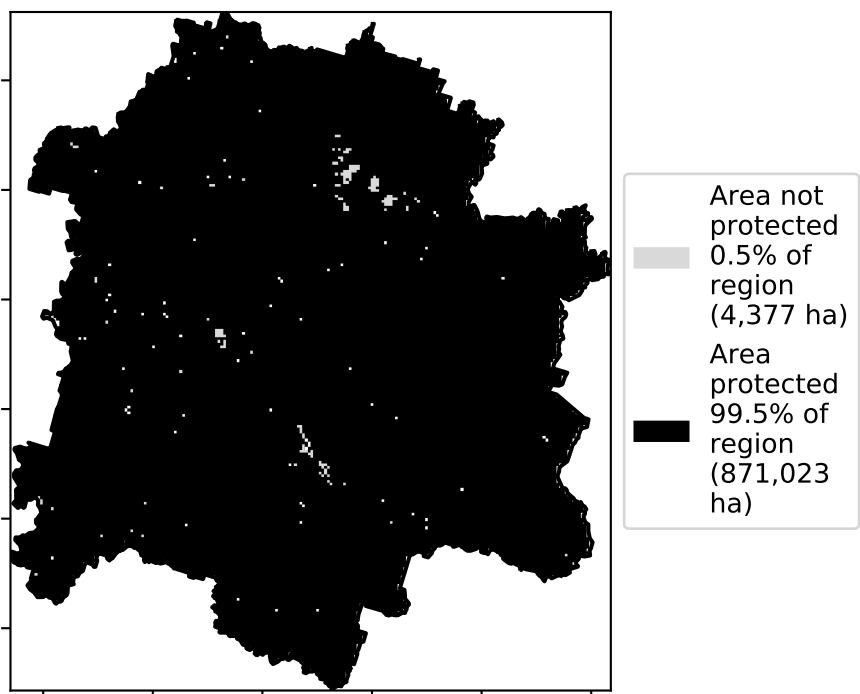 Area not
protected
0.5% of
region
(4,377 ha)
Area
protected
99.5% of
region
(871,023
ha)